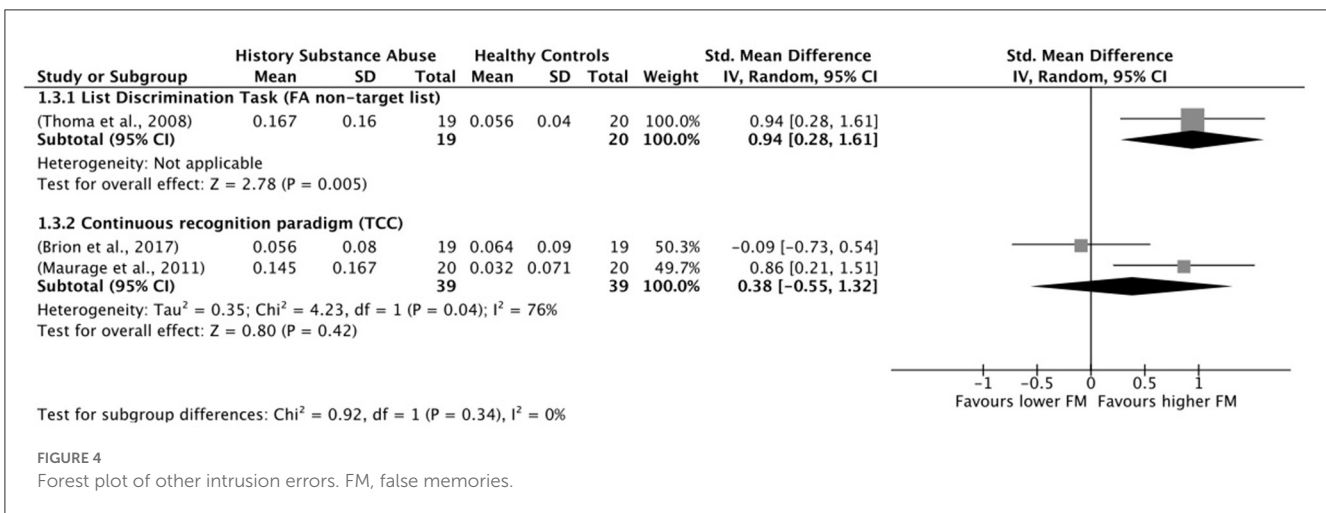 History Substance Abuse Healthy Controls Std. Mean Difference Std. Mean Difference
Study or Subgroup Mean SD Total Mean SD Total Weight IV, Random, 95% CI IV, Random, 95% CI
1.3.1 List Discrimination Task (FA non-target list)
(Thoma et al., 2008) 0.167 0.16 19 0.056 0.04 20 100.0% 0.94 [0.28, 1.61]
Subtotal (95% CI) 19 20 100.0% 0.94 [0.28, 1.61]
Heterogeneity: Not applicable
Test for overall effect: Z = 2.78 (P = 0.005)
1.3.2 Continuous recognition paradigm (TCC)
(Brion et al., 2017) 0.056 0.08 19 0.064 0.09 19 50.3% -0.09 [-0.73, 0.54]
(Maurage et al., 2011) 0.145 0.167 20 0.032 0.071 20 49.7% 0.86 [0.21, 1.51]
Subtotal (95% CI) 39 39 100.0% 0.38 [-0.55, 1.32]
Heterogeneity: Tau² = 0.35; Chi² = 4.23, df = 1 (P = 0.04); I² = 76%
Test for overall effect: Z = 0.80 (P = 0.42)
-1 -0.5 0 0.5 1
Favours lower FM Favours higher FM
Test for subgroup differences: Chi² = 0.92, df = 1 (P = 0.34), I² = 0%
FIGURE 4
Forest plot of other intrusion errors. FM, false memories.